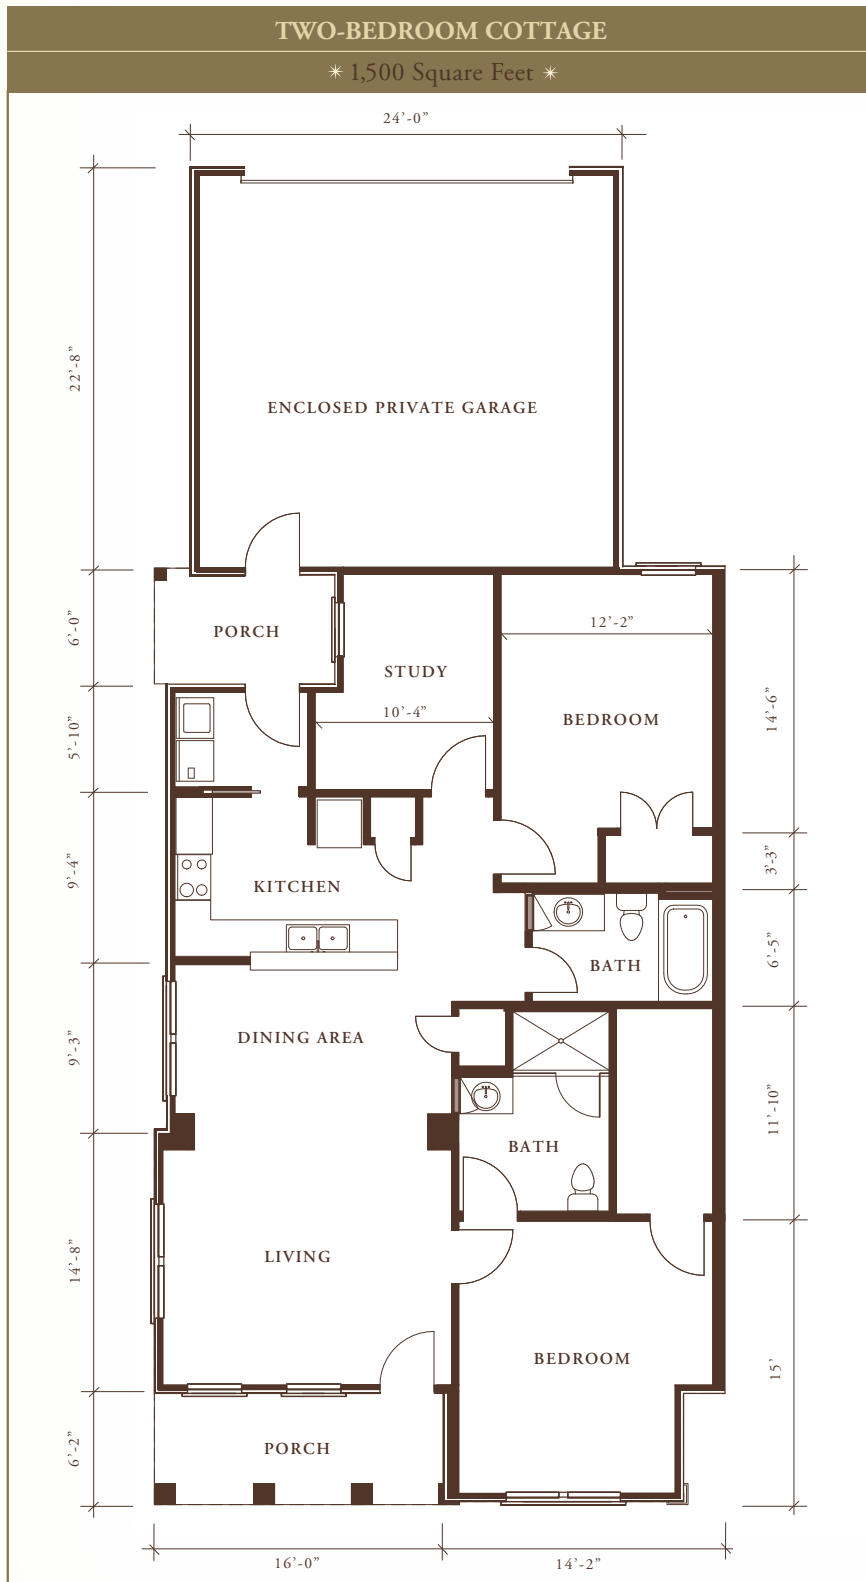 TWO-BEDROOM COTTAGE
✴ 1,500 Square Feet ✴
24’-0”
22’-8”
ENCLOSED PRIVATE GARAGE
6’-0”
PORCH
12’-2”
STUDY
10’-4”
BEDROOM
14’-6”
5’-10”
9’-4”
KITCHEN
3’-3”
BATH
6’-5”
9’-3”
DINING AREA
11’-10”
BATH
14’-8”
LIVING
BEDROOM
15’
6’-2”
PORCH
16’-0”
14’-2”